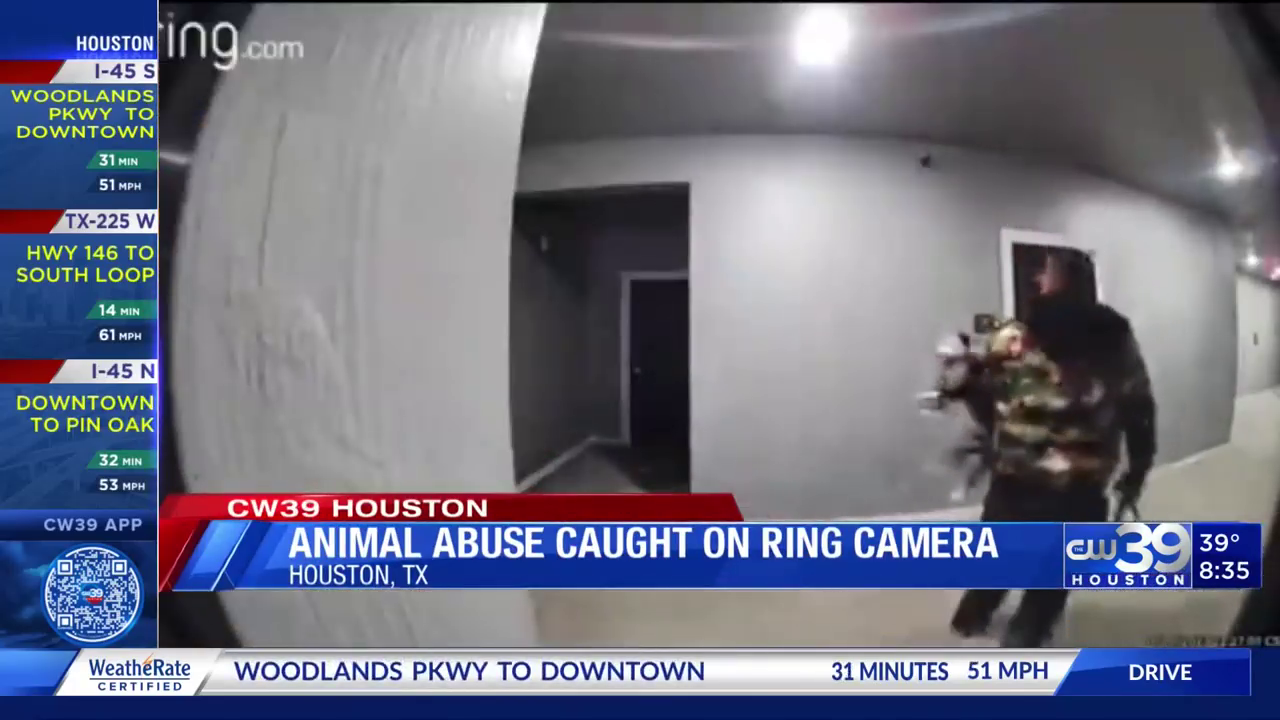 HOUSTON
I-45 S
WOODLANDS
PKWY TO
DOWNTOWN
31 MIN
51 MPH
TX-225 W
HWY 146 TO
SOUTH LOOP
14 MIN
61 MPH
I-45 N
DOWNTOWN
TO PIN OAK
32 MIN
53 MPH
CW39 APP
39
ring.com
CW39 HOUSTON
ANIMAL ABUSE CAUGHT ON RING CAMERA
HOUSTON, TX
THE CW 39
HOUSTON
39°
8:35
WeatheRate
CERTIFIED
WOODLANDS PKWY TO DOWNTOWN 31 MINUTES 51 MPH DRIVE